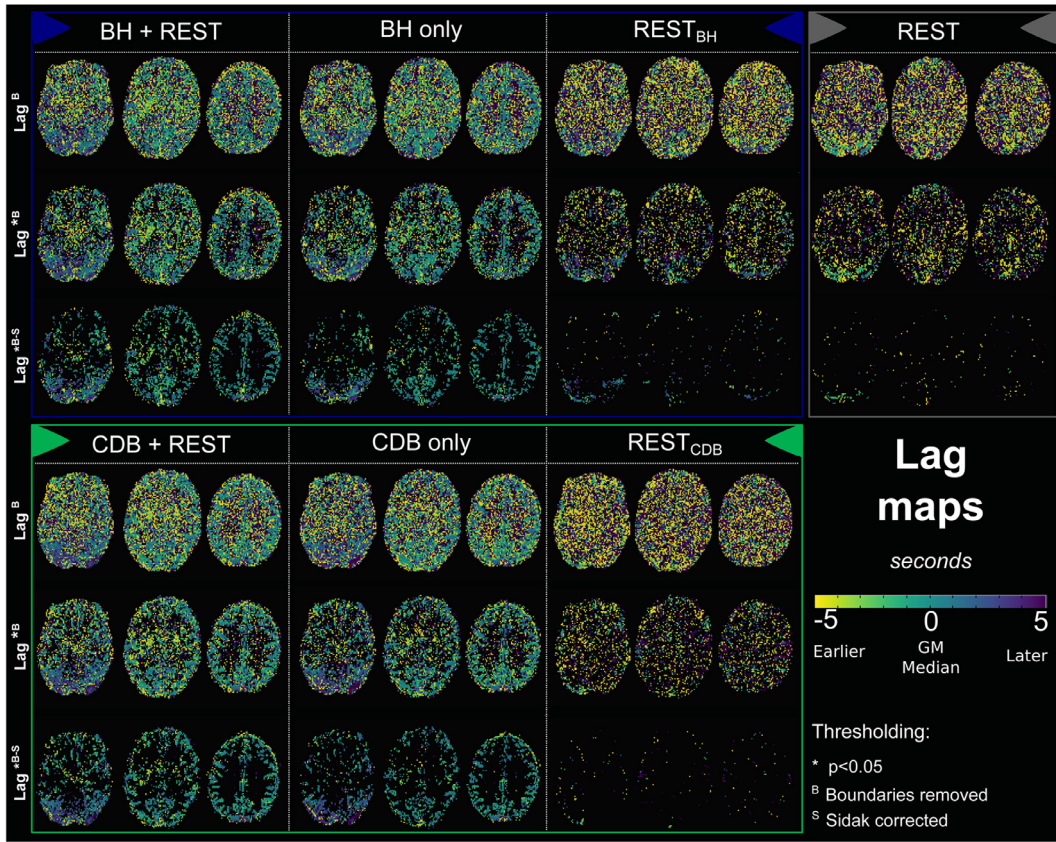 BH + REST BH only REST_BH REST
Lag ᴮ
Lag *ᴮ
Lag *ᴮ⁻ˢ
CDB + REST CDB only REST_CDB
Lag ᴮ
Lag *ᴮ
Lag *ᴮ⁻ˢ
Lag
maps
seconds
-5 0 5
Earlier GM Median Later
Thresholding:
* p<0.05
ᴮ Boundaries removed
ˢ Sidak corrected